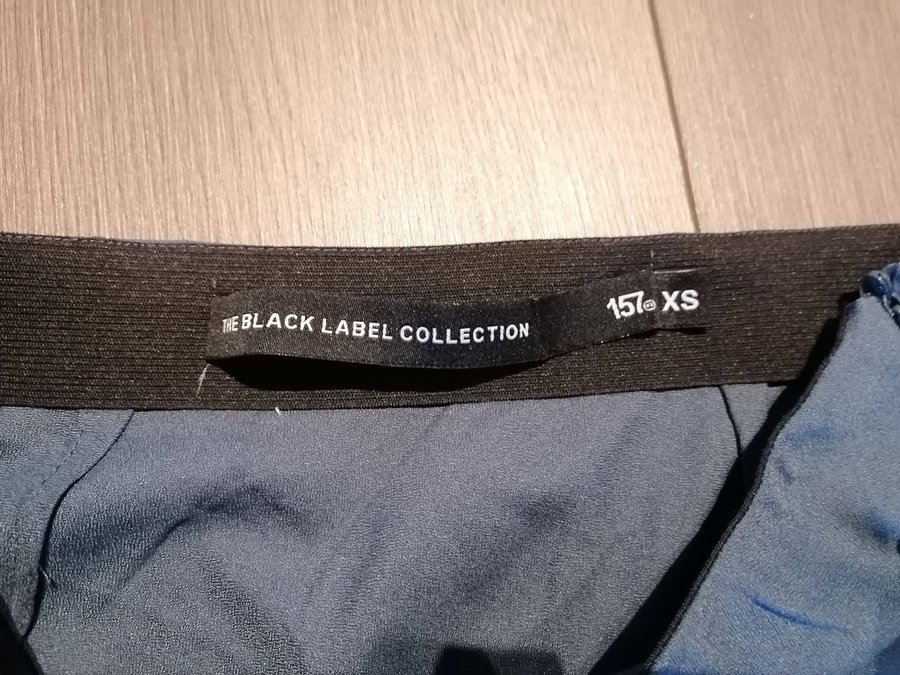 THE BLACK LABEL COLLECTION
157 XS